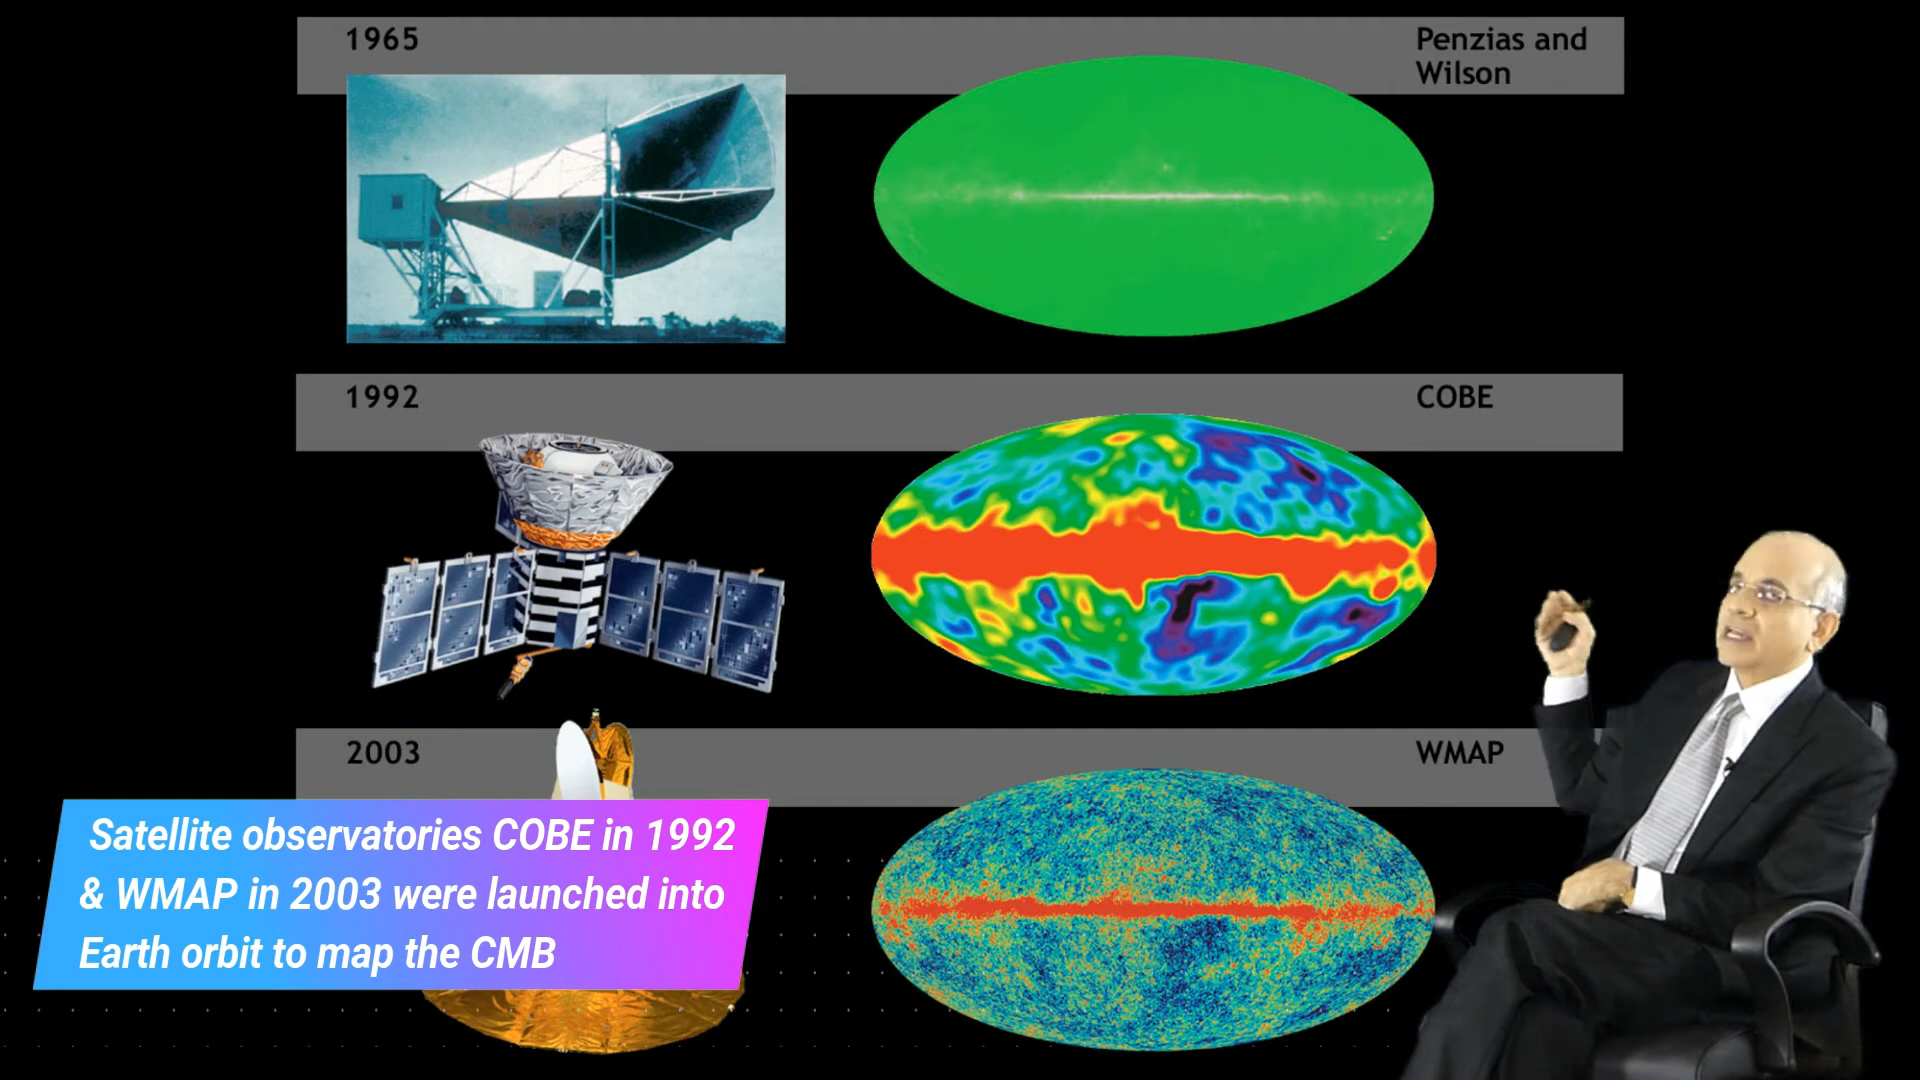 1965
Penzias and
Wilson
1992
COBE
2003
WMAP
Satellite observatories COBE in 1992
& WMAP in 2003 were launched into
Earth orbit to map the CMB